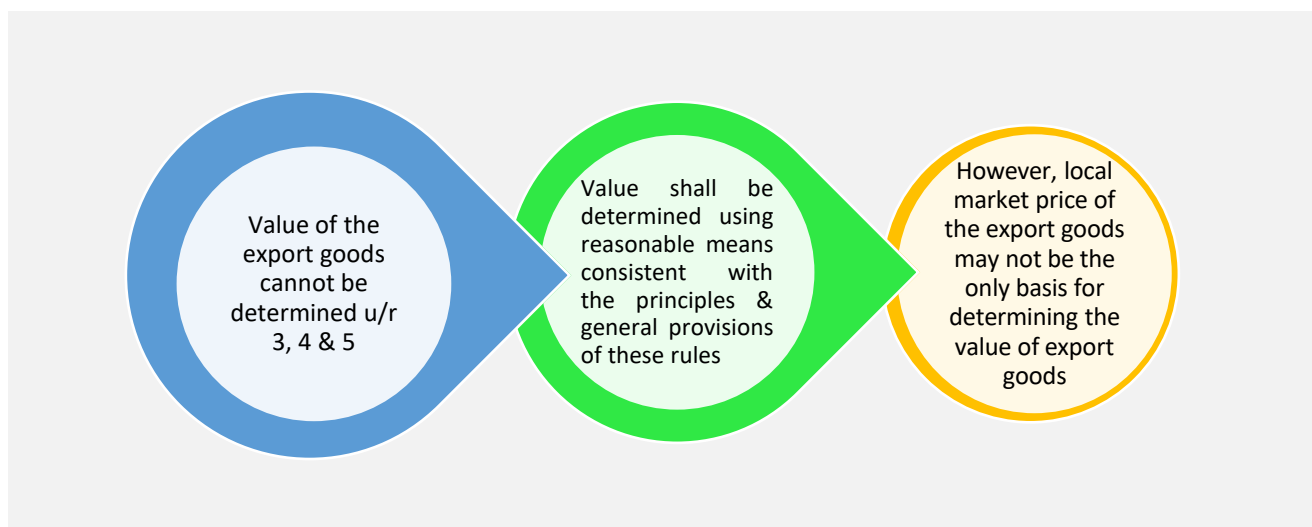 Value of the
export goods
cannot be
determined u/r
3, 4 & 5
Value shall be
determined using
reasonable means
consistent with
the principles &
general provisions
of these rules
However, local
market price of
the export goods
may not be the
only basis for
determining the
value of export
goods